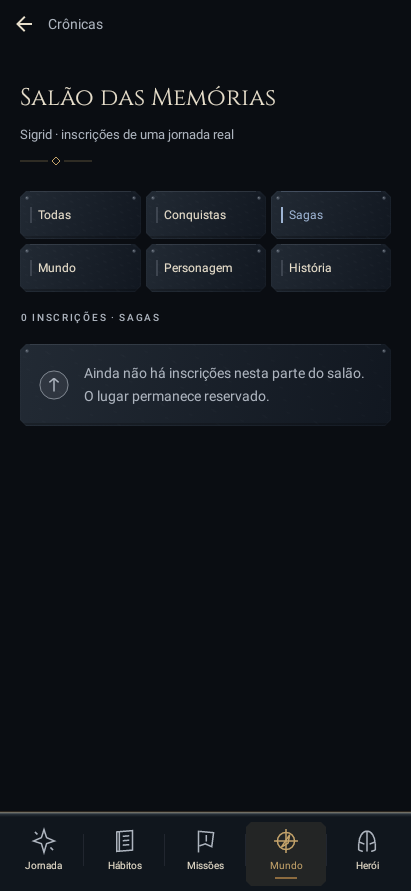 Crônicas
Salão das Memórias
Sigrid · inscrições de uma jornada real
Todas
Conquistas
Sagas
Mundo
Personagem
História
0 INSCRIÇÕES · SAGAS
Ainda não há inscrições nesta parte do salão.
O lugar permanece reservado.
Jornada
Hábitos
Missões
Mundo
Herói